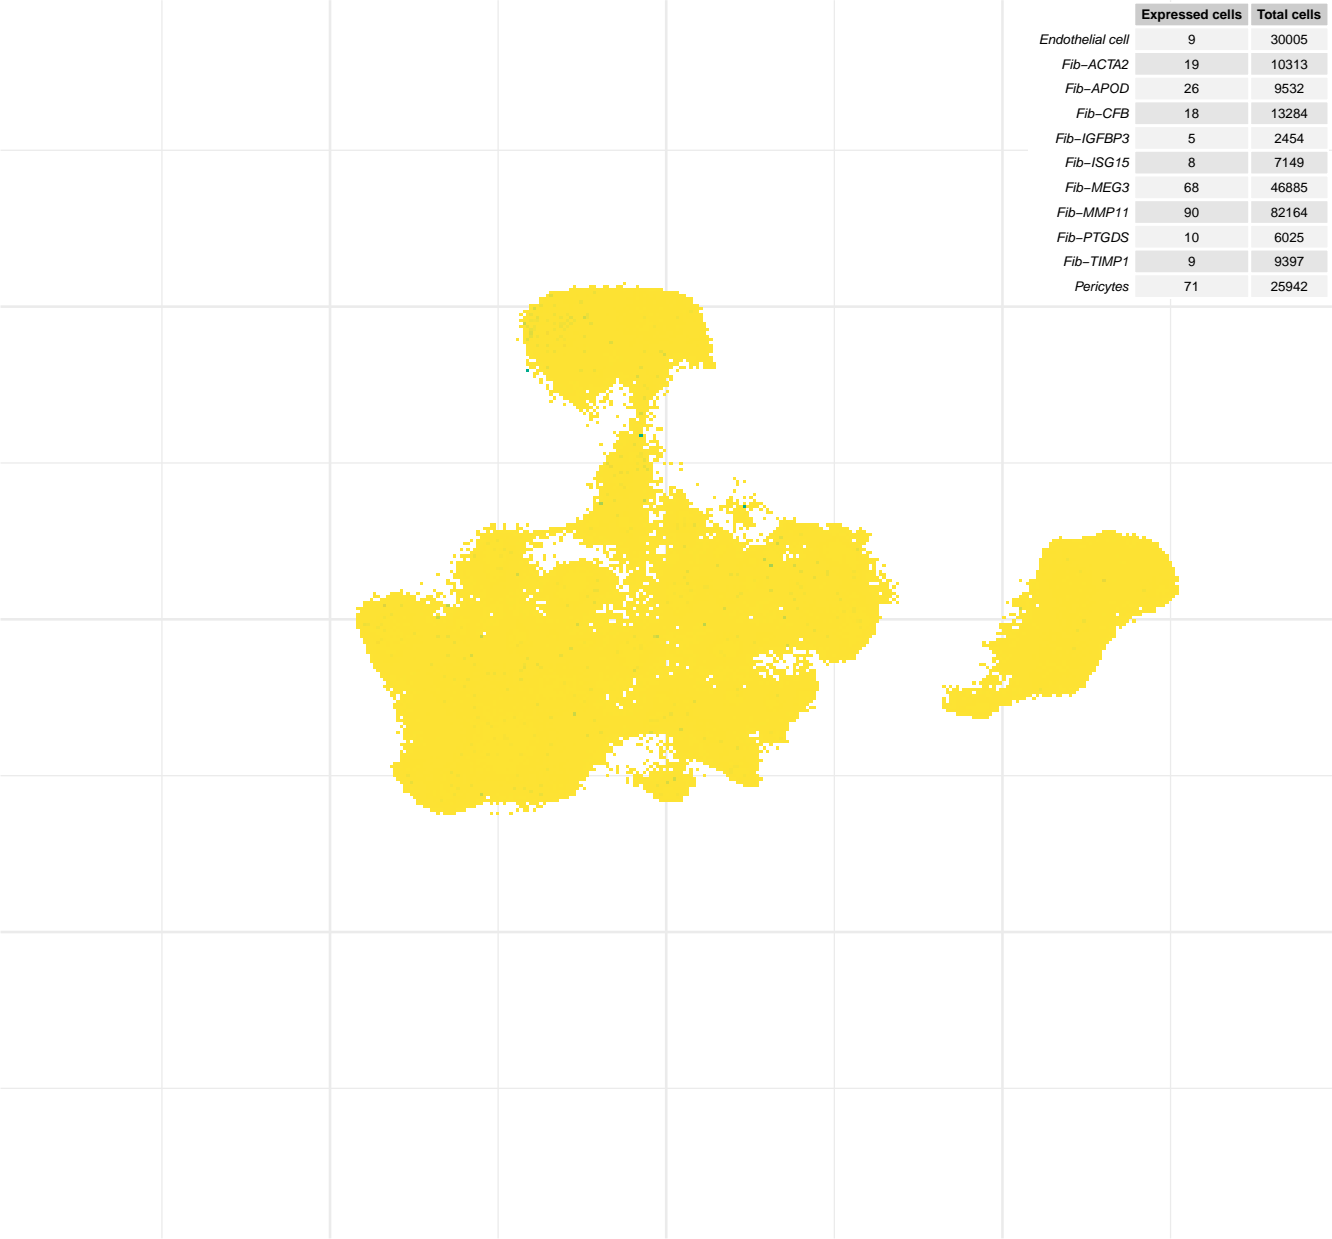 Expressed cells Total cells
Endothelial cell 9 30005
Fib−ACTA2 19 10313
Fib−APOD 26 9532
Fib−CFB 18 13284
Fib−IGFBP3 5 2454
Fib−ISG15 8 7149
Fib−MEG3 68 46885
Fib−MMP11 90 82164
Fib−PTGDS 10 6025
Fib−TIMP1 9 9397
Pericytes 71 25942